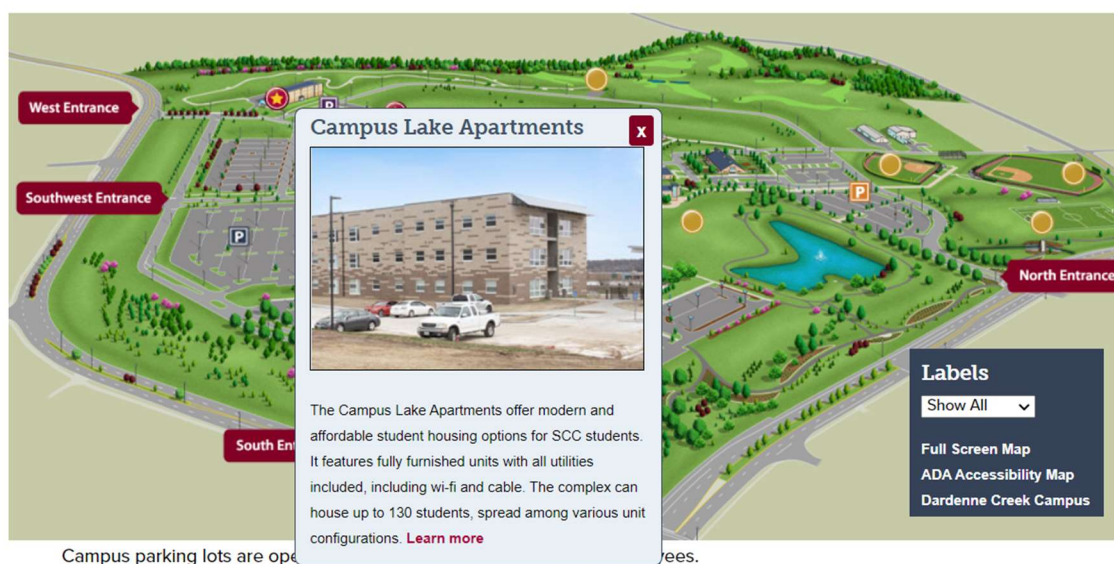 West Entrance
P
Campus Lake Apartments
X
Southwest Entrance
P
P
North Entrance
Labels
Show All
Full Screen Map
ADA Accessibility Map
Dardenne Creek Campus
South
The Campus Lake Apartments offer modern and
affordable student housing options for SCC students.
It features fully furnished units with all utilities
included, including wi-fi and cable. The complex can
house up to 130 students, spread among various unit
configurations. Learn more
Campus parking lots are